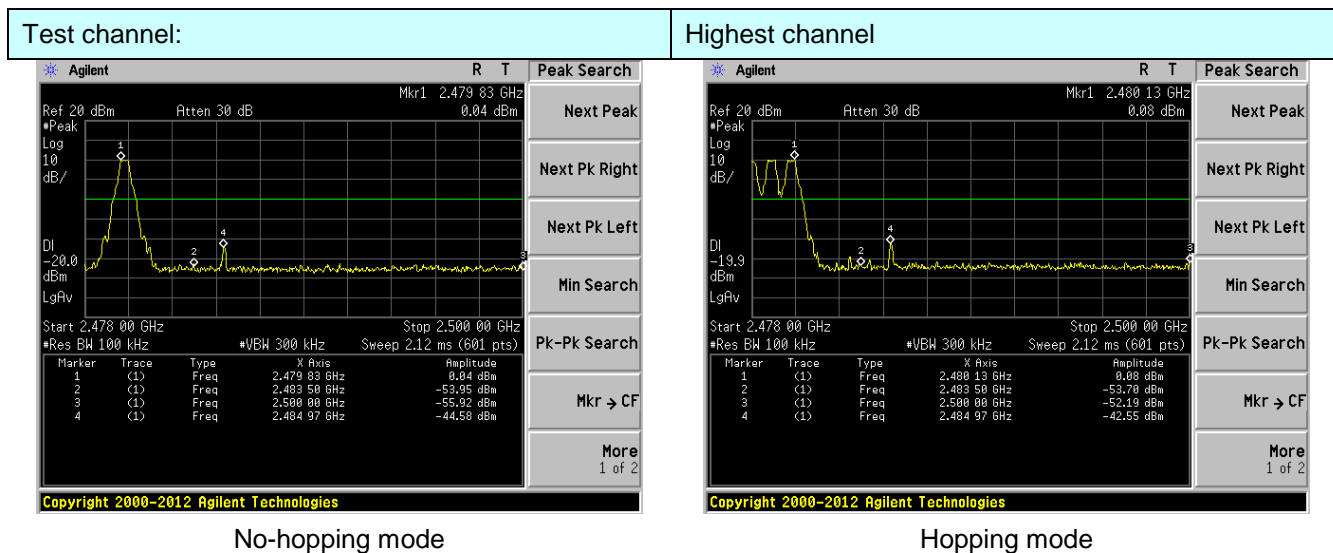 Test channel: Highest channel
Agilent R T Peak Search
Mkr1 2.479 83 GHz
Ref 20 dBm Atten 30 dB 0.04 dBm
#Peak
Log
10
dB/
DI
-20.0
dBm
LgAv
1
2
4
3
Start 2.478 00 GHz Stop 2.500 00 GHz
#Res BW 100 kHz #VBW 300 kHz Sweep 2.12 ms (601 pts)
Marker Trace Type X Axis Amplitude
1 (1) Freq 2.479 83 GHz 0.04 dBm
2 (1) Freq 2.483 50 GHz -53.95 dBm
3 (1) Freq 2.500 00 GHz -55.92 dBm
4 (1) Freq 2.484 97 GHz -44.58 dBm
Next Peak
Next Pk Right
Next Pk Left
Min Search
Pk-Pk Search
Mkr → CF
More
1 of 2
Copyright 2000-2012 Agilent Technologies
No-hopping mode
Agilent R T Peak Search
Mkr1 2.480 13 GHz
Ref 20 dBm Atten 30 dB 0.08 dBm
#Peak
Log
10
dB/
DI
-19.9
dBm
LgAv
1
2
4
3
Start 2.478 00 GHz Stop 2.500 00 GHz
#Res BW 100 kHz #VBW 300 kHz Sweep 2.12 ms (601 pts)
Marker Trace Type X Axis Amplitude
1 (1) Freq 2.480 13 GHz 0.08 dBm
2 (1) Freq 2.483 50 GHz -53.70 dBm
3 (1) Freq 2.500 00 GHz -52.19 dBm
4 (1) Freq 2.484 97 GHz -42.55 dBm
Next Peak
Next Pk Right
Next Pk Left
Min Search
Pk-Pk Search
Mkr → CF
More
1 of 2
Copyright 2000-2012 Agilent Technologies
Hopping mode